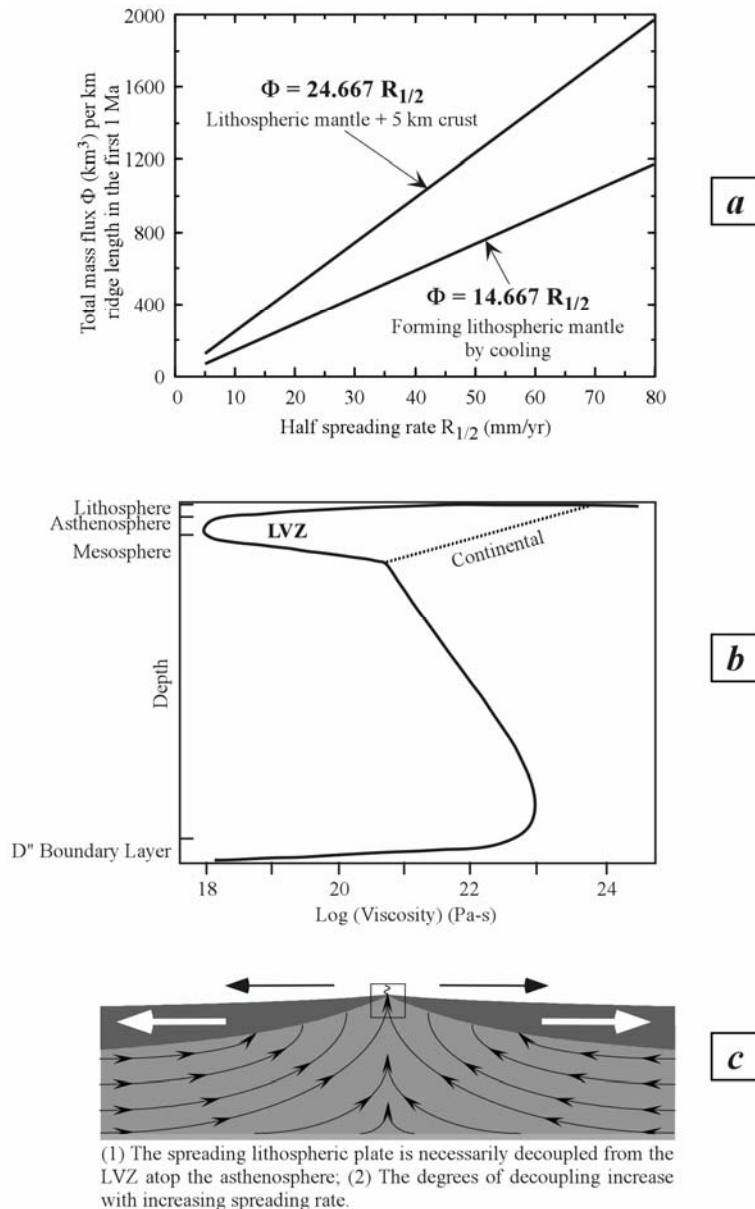 2000
1600
1200
800
400
0
Total mass flux Φ (km³) per km
ridge length in the first 1 Ma
Φ = 24.667 R1/2
Lithospheric mantle + 5 km crust
Φ = 14.667 R1/2
Forming lithospheric mantle
by cooling
0 10 20 30 40 50 60 70 80
Half spreading rate R1/2 (mm/yr)
a
Lithosphere
Asthenosphere
Mesosphere
LVZ
Continental
Depth
D" Boundary Layer
18 20 22 24
Log (Viscosity) (Pa-s)
b
c
(1) The spreading lithospheric plate is necessarily decoupled from the
LVZ atop the asthenosphere; (2) The degrees of decoupling increase
with increasing spreading rate.